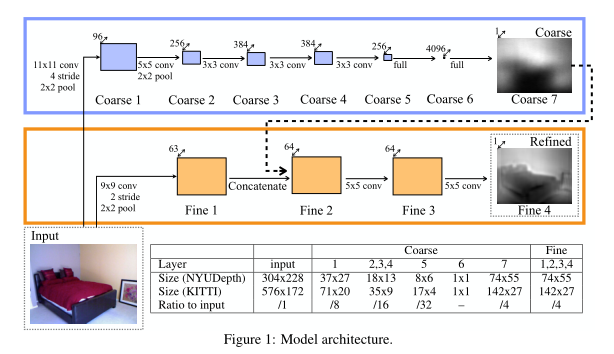 Coarse
96
256
384
384
256
4096
1
11x11 conv
4 stride
2x2 pool
5x5 conv
2x2 pool
3x3 conv
3x3 conv
3x3 conv
full
full
Coarse 1
Coarse 2
Coarse 3
Coarse 4
Coarse 5
Coarse 6
Coarse 7
63
64
64
1
Refined
9x9 conv
2 stride
2x2 pool
Concatenate
5x5 conv
5x5 conv
Fine 1
Fine 2
Fine 3
Fine 4
Input
Coarse Fine
Layer input 1 2,3,4 5 6 7 1,2,3,4
Size (NYUDepth) 304x228 37x27 18x13 8x6 1x1 74x55 74x55
Size (KITTI) 576x172 71x20 35x9 17x4 1x1 142x27 142x27
Ratio to input /1 /8 /16 /32 – /4 /4
Figure 1: Model architecture.